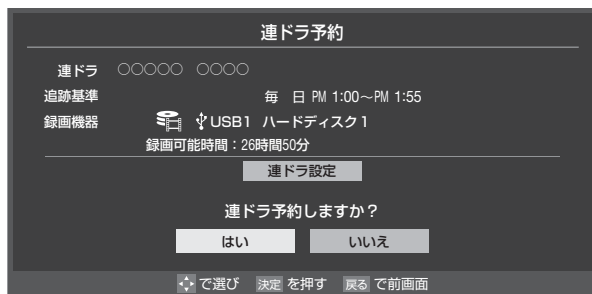 連ドラ予約
連ドラ ○○○○○ ○○○○
追跡基準 毎 日 PM 1:00～PM 1:55
録画機器 USB1 ハードディスク1
録画可能時間：26時間50分
連ドラ設定
連ドラ予約しますか？
はい いいえ
で選び 決定 を押す 戻る で前画面